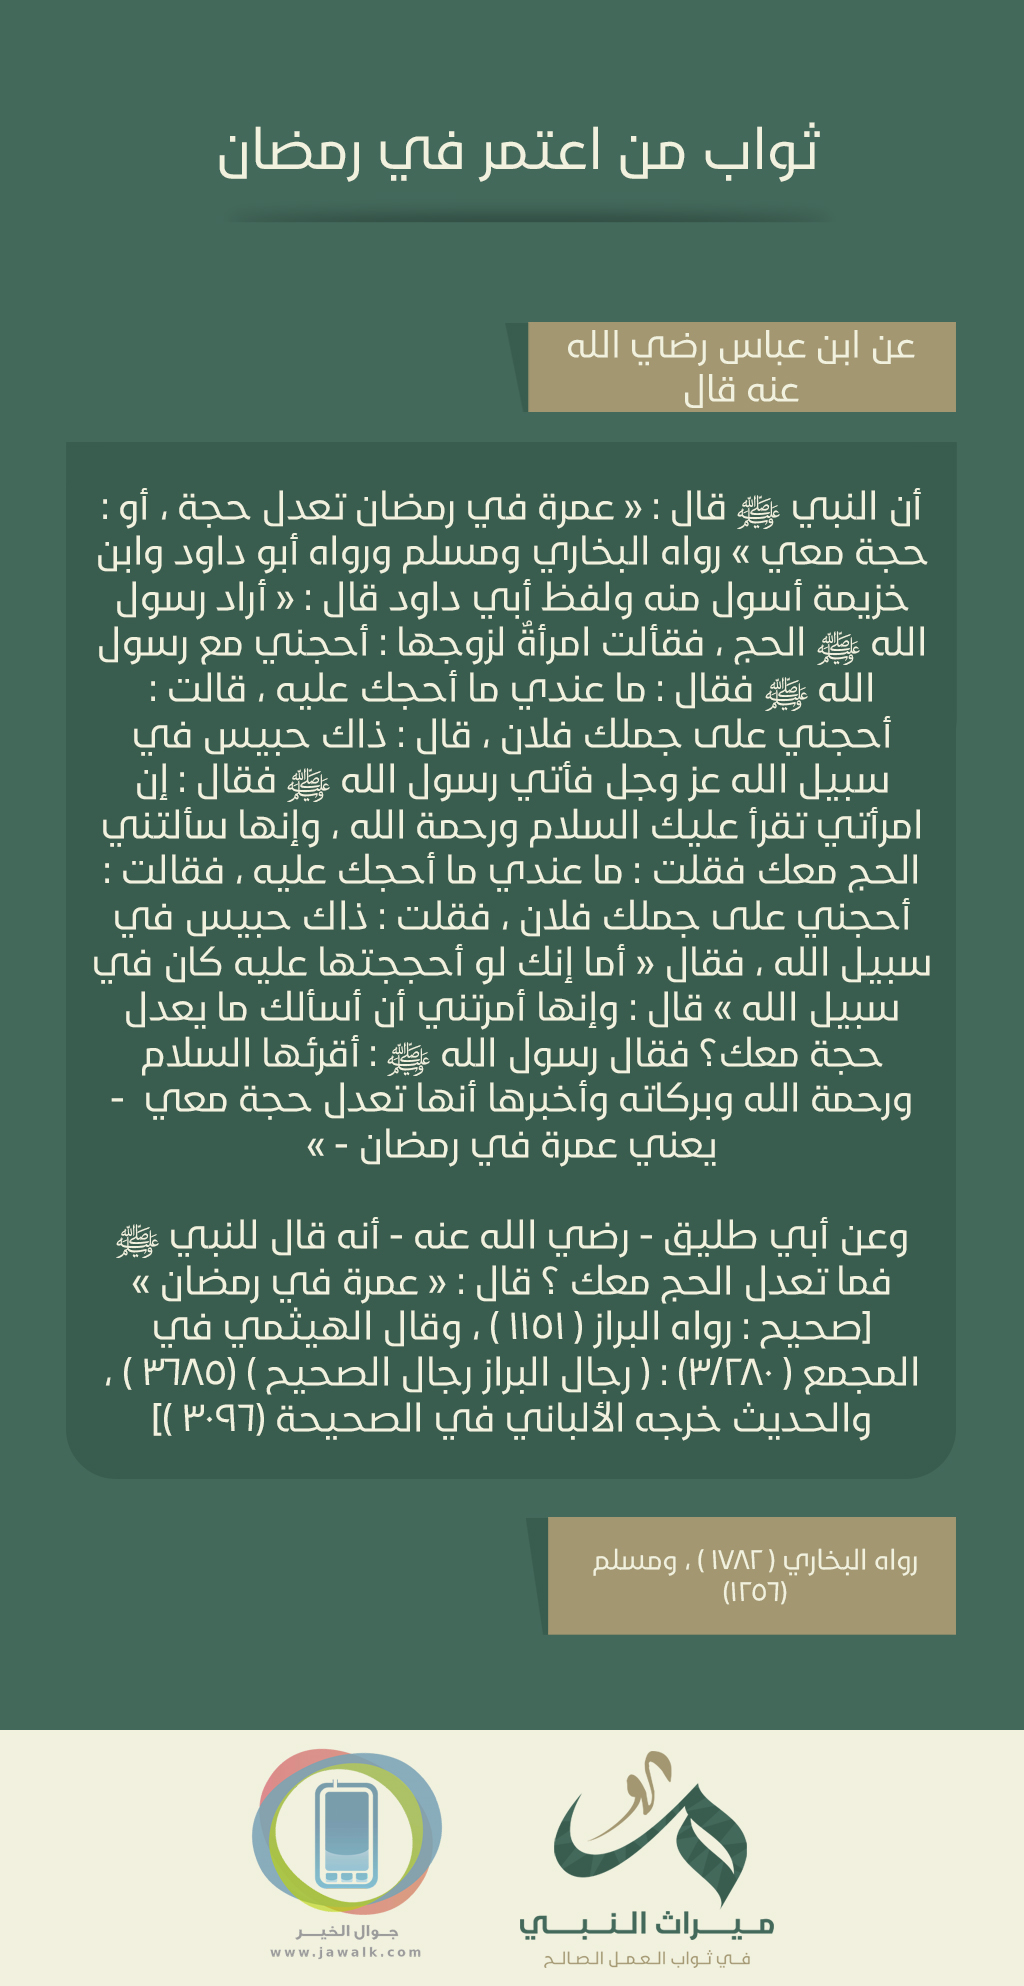 ثواب من اعتمر في رمضان
عن ابن عباس رضي الله
عنه قال
أن النبي ﷺ قال : « عمرة في رمضان تعدل حجة ، أو :
حجة معي » رواه البخاري ومسلم ورواه أبو داود وابن
خزيمة أسول منه ولفظ أبي داود قال : « أراد رسول
الله ﷺ الحج ، فقألت امرأةٌ لزوجها : أحجني مع رسول
الله ﷺ فقال : ما عندي ما أحجك عليه ، قالت :
أحجني على جملك فلان ، قال : ذاك حبيس في
سبيل الله عز وجل فأتي رسول الله ﷺ فقال : إن
امرأتي تقرأ عليك السلام ورحمة الله ، وإنها سألتني
الحج معك فقلت : ما عندي ما أحجك عليه ، فقالت :
أحجني على جملك فلان ، فقلت : ذاك حبيس في
سبيل الله ، فقال « أما إنك لو أحججتها عليه كان في
سبيل الله » قال : وإنها أمرتني أن أسألك ما يعدل
حجة معك؟ فقال رسول الله ﷺ : أقرئها السلام
ورحمة الله وبركاته وأخبرها أنها تعدل حجة معي -
يعني عمرة في رمضان - »
وعن أبي طليق - رضي الله عنه - أنه قال للنبي ﷺ
فما تعدل الحج معك ؟ قال : « عمرة في رمضان »
[صحيح : رواه البراز ( ١١٥١ ) ، وقال الهيثمي في
المجمع ( ٣/٢٨٠) : ( رجال البراز رجال الصحيح ) (٣٦٨٥ ) ،
والحديث خرجه الألباني في الصحيحة (٣٠٩٦ )]
رواه البخاري ( ١٧٨٢ ) ، ومسلم
(١٢٥٦)
ميراث النبي
في ثواب العمل الصالح
جوال الخير
www.jawalk.com